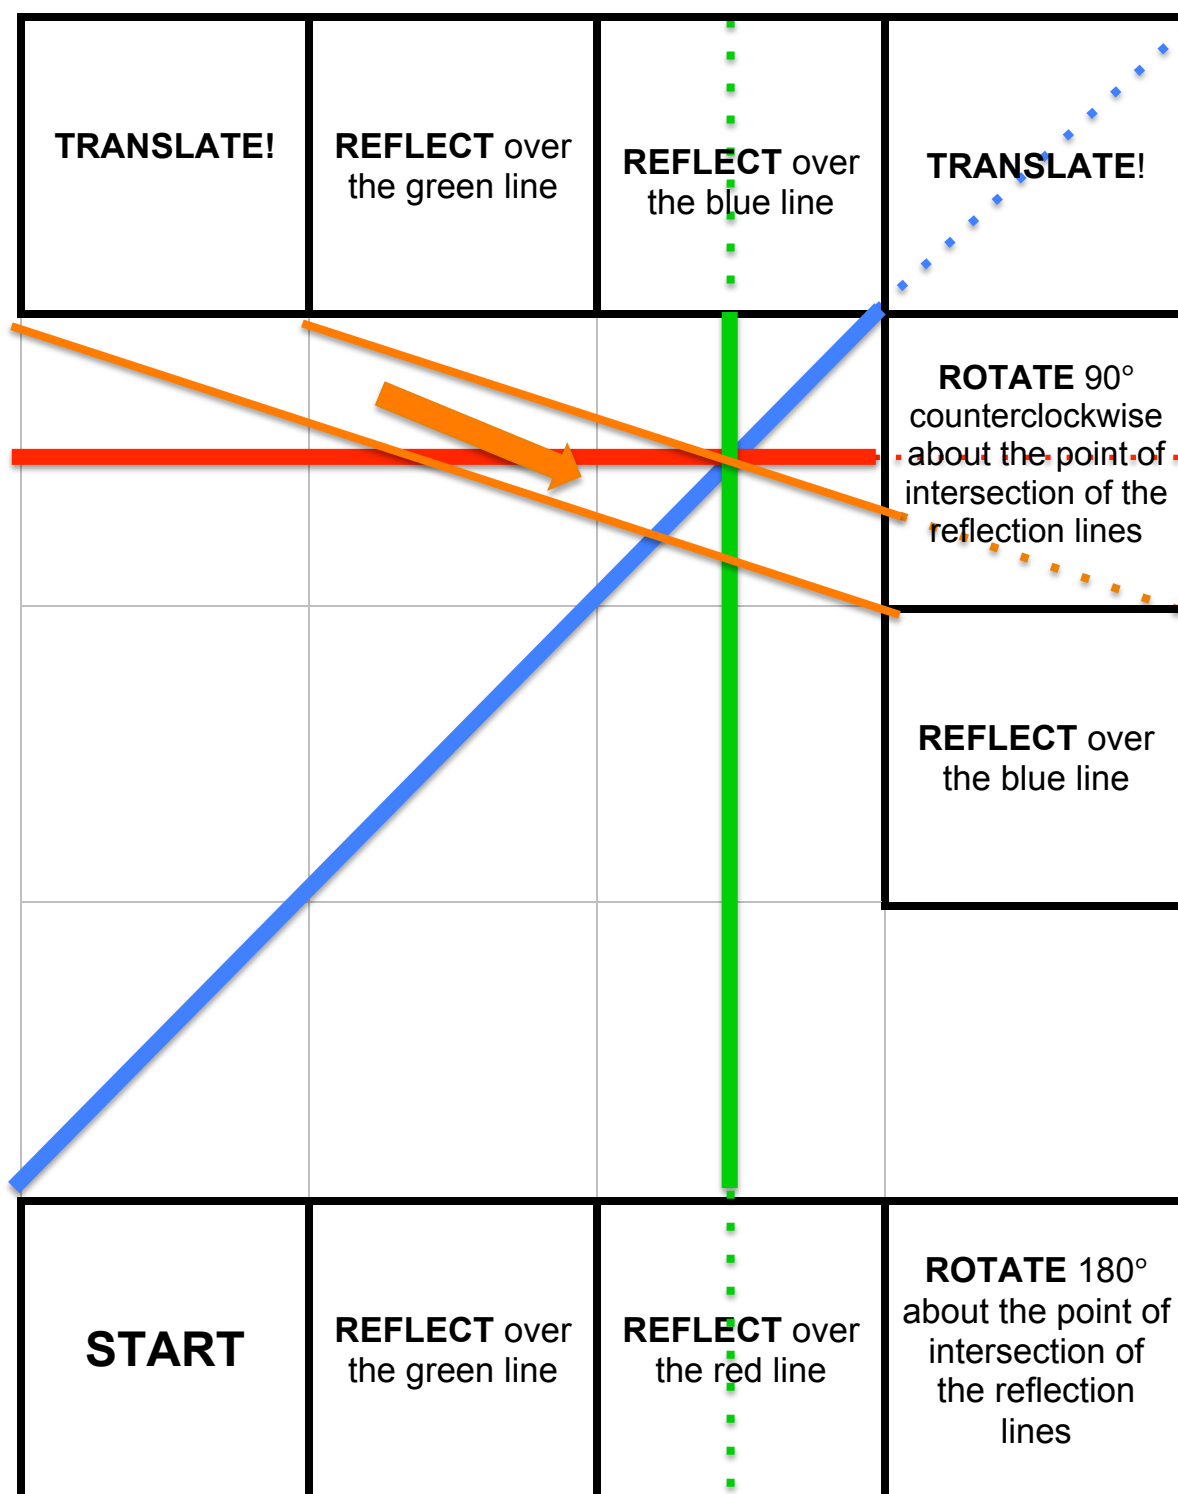 TRANSLATE!
REFLECT over
the green line
REFLECT over
the blue line
TRANSLATE!
ROTATE 90°
counterclockwise
about the point of
intersection of the
reflection lines
REFLECT over
the blue line
START
REFLECT over
the green line
REFLECT over
the red line
ROTATE 180°
about the point of
intersection of
the reflection
lines